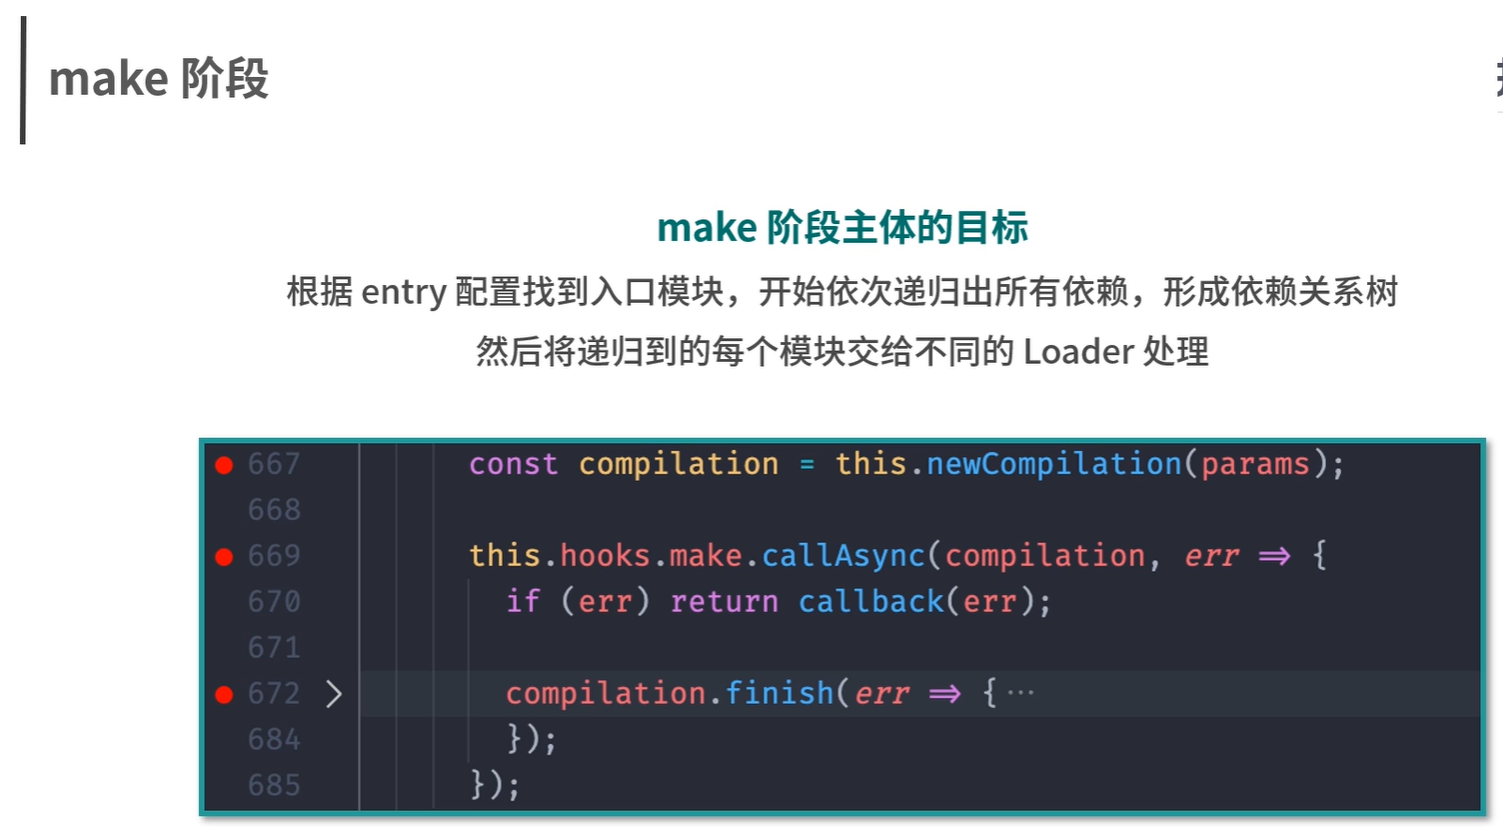 make 阶段
make 阶段主体的目标
根据 entry 配置找到入口模块，开始依次递归出所有依赖，形成依赖关系树
然后将递归到的每个模块交给不同的 Loader 处理
667 const compilation = this.newCompilation(params);
668
669 this.hooks.make.callAsync(compilation, err => {
670 if (err) return callback(err);
671
672 compilation.finish(err => {···
684 });
685 });